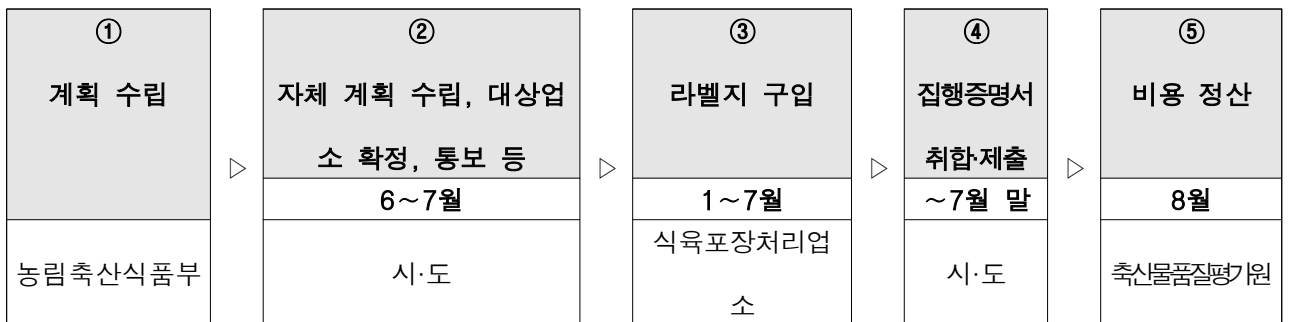 ①
계획 수립
농림축산식품부
▷
②
자체 계획 수립, 대상업
소 확정, 통보 등
6～7월
시·도
▷
③
라벨지 구입
1～7월
식육포장처리업
소
▷
④
집행증명서
취합·제출
～7월 말
시·도
▷
⑤
비용 정산
8월
축산물품질평가원